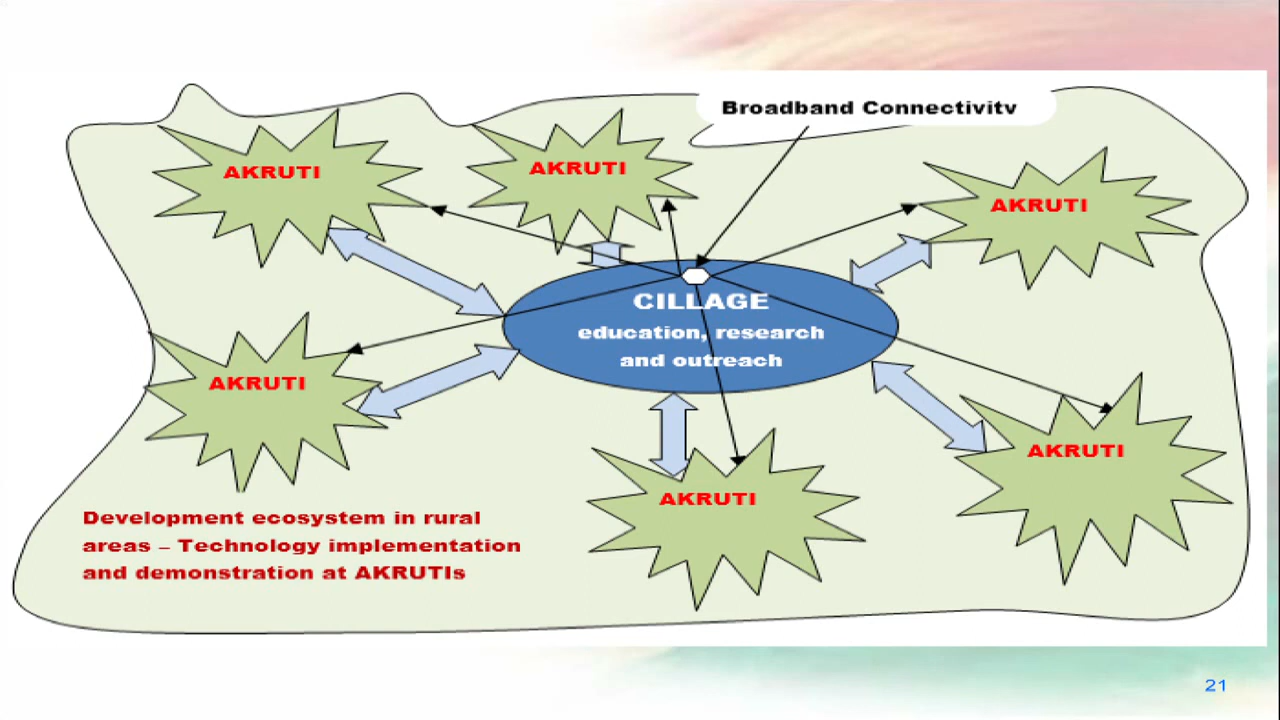 Broadband Connectivity
AKRUTI
AKRUTI
AKRUTI
CILLAGE
education, research
and outreach
AKRUTI
AKRUTI
AKRUTI
Development ecosystem in rural
areas – Technology implementation
and demonstration at AKRUTIs
21